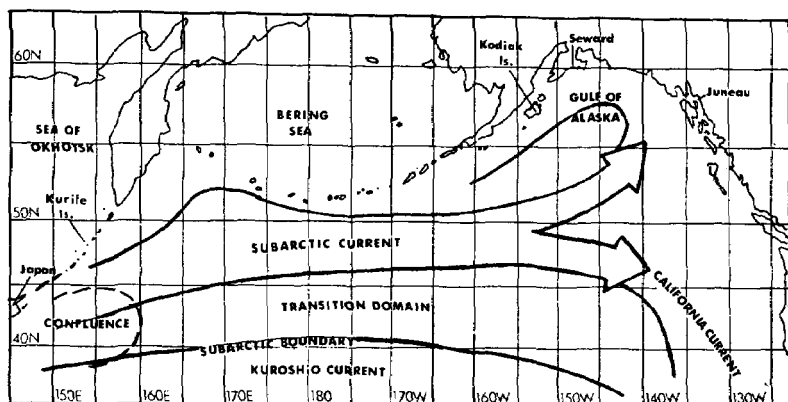 60N
Kodiak
Is.
Seward
GULF OF
ALASKA
Juneau
BERING
SEA
SEA OF
OKHOTSK
Kurile
Is.
50N
SUBARCTIC CURRENT
Japan
TRANSITION DOMAIN
CALIFORNIA CURRENT
CONFLUENCE
40N
SUBARCTIC BOUNDARY
KUROSHIO CURRENT
150E
160E
170E
180
170W
160W
150W
140W
130W